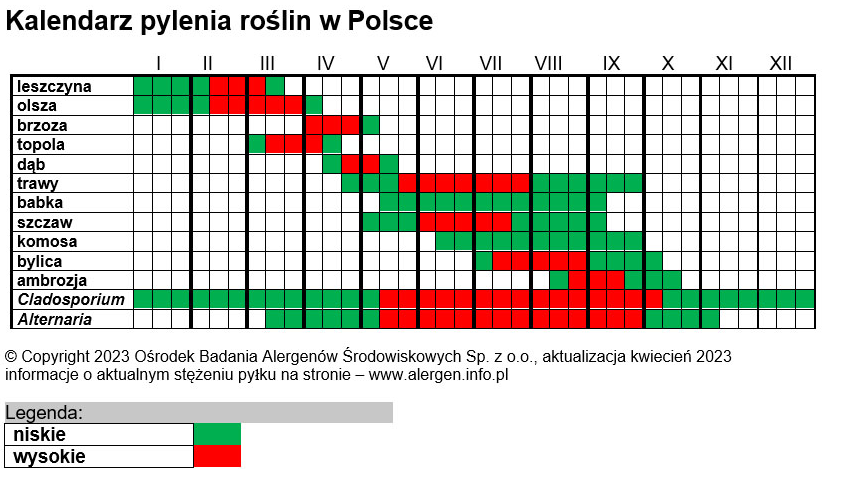 Kalendarz pylenia roślin w Polsce
I II III IV V VI VII VIII IX X XI XII
leszczyna
olsza
brzoza
topola
dąb
trawy
babka
szczaw
komosa
bylica
ambrozja
Cladosporium
Alternaria
© Copyright 2023 Ośrodek Badania Alergenów Środowiskowych Sp. z o.o., aktualizacja kwiecień 2023
informacje o aktualnym stężeniu pyłku na stronie – www.alergen.info.pl
Legenda:
niskie
wysokie